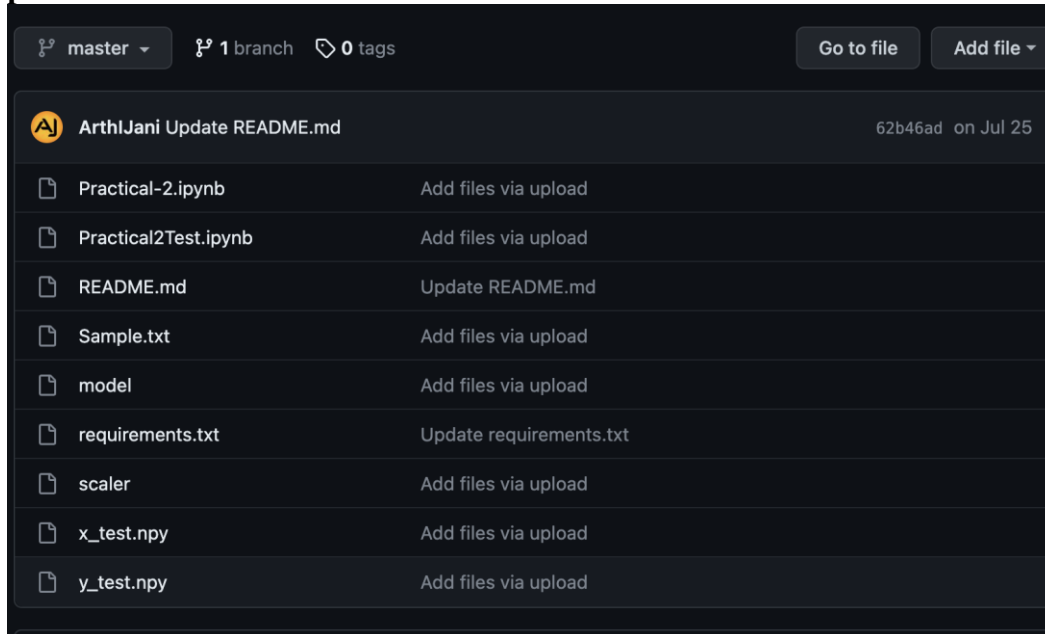 master 1 branch 0 tags Go to file Add file
AJ ArthIJani Update README.md 62b46ad on Jul 25
Practical-2.ipynb Add files via upload
Practical2Test.ipynb Add files via upload
README.md Update README.md
Sample.txt Add files via upload
model Add files via upload
requirements.txt Update requirements.txt
scaler Add files via upload
x_test.npy Add files via upload
y_test.npy Add files via upload